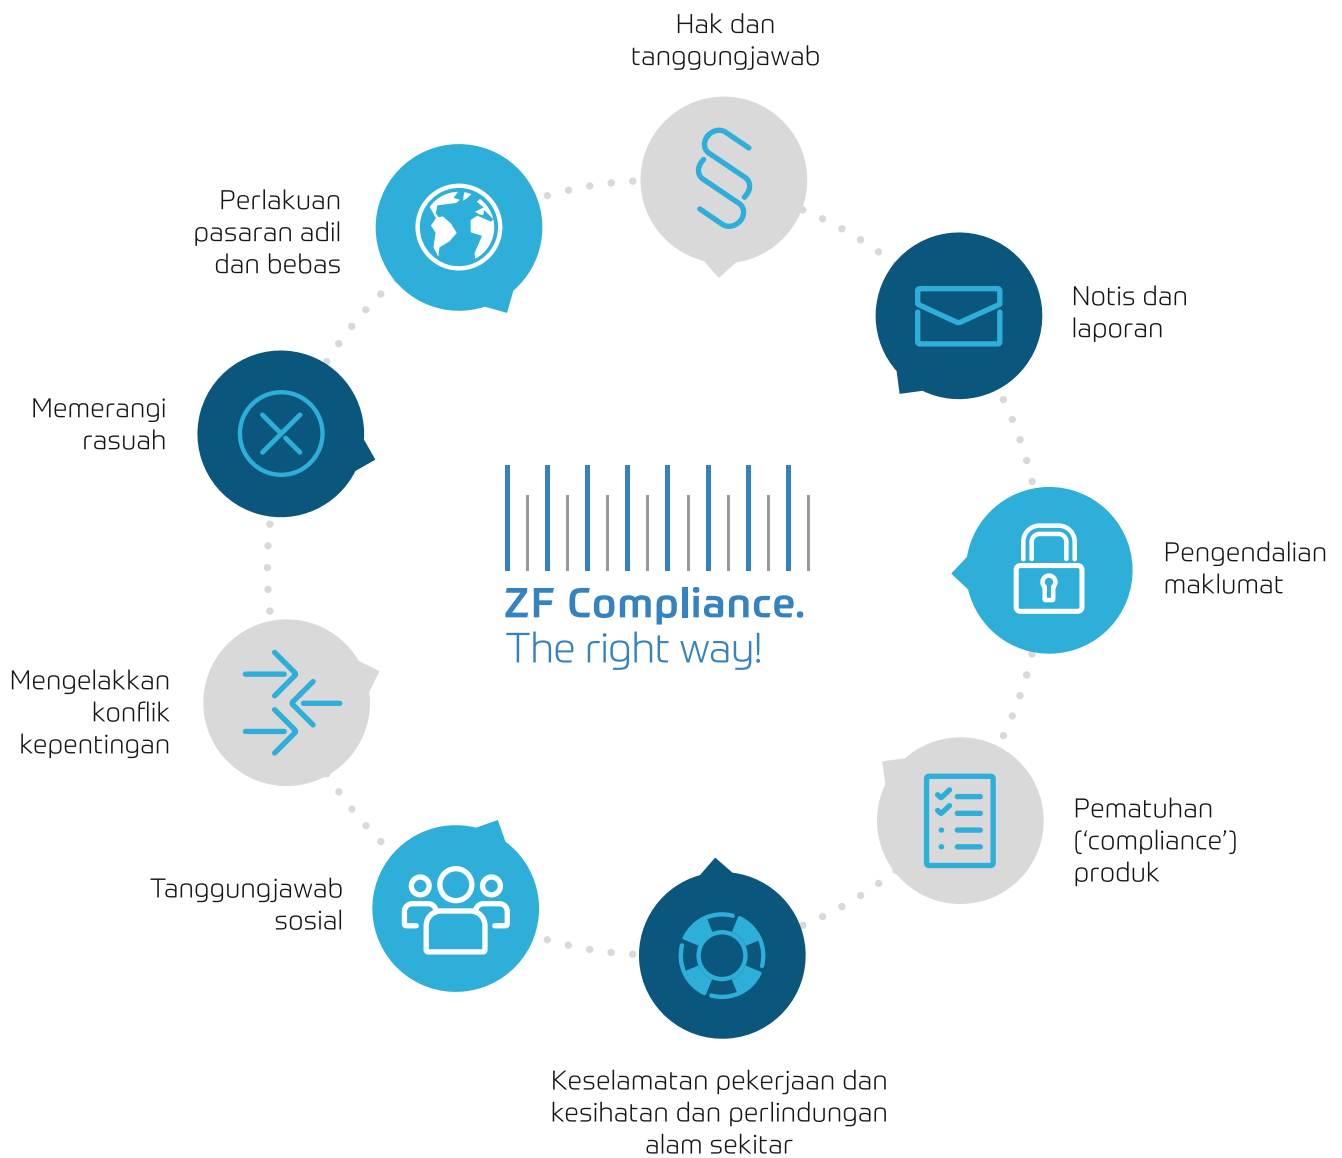 Hak dan
tanggungjawab
Notis dan
laporan
Pengendalian
maklumat
Pematuhan
(‘compliance’)
produk
Keselamatan pekerjaan dan
kesihatan dan perlindungan
alam sekitar
Tanggungjawab
sosial
Mengelakkan
konflik
kepentingan
Memerangi
rasuah
Perlakuan
pasaran adil
dan bebas
ZF Compliance.
The right way!